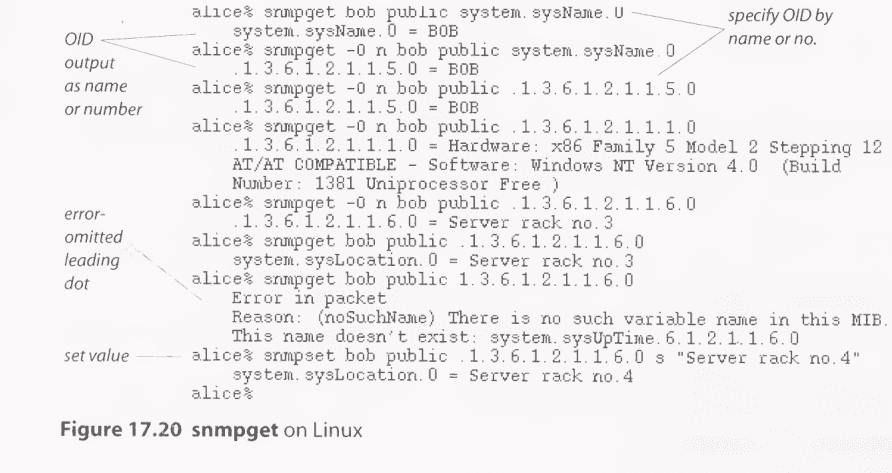 alice% snmpget bob public system.sysName.0
system.sysName.0 = BOB
alice% snmpget -O n bob public system.sysName.0
.1.3.6.1.2.1.1.5.0 = BOB
alice% snmpget -O n bob public .1.3.6.1.2.1.1.5.0
.1.3.6.1.2.1.1.5.0 = BOB
alice% snmpget -O n bob public .1.3.6.1.2.1.1.1.0
.1.3.6.1.2.1.1.1.0 = Hardware: x86 Family 5 Model 2 Stepping 12
AT/AT COMPATIBLE - Software: Windows NT Version 4.0 (Build
Number: 1381 Uniprocessor Free )
alice% snmpget -O n bob public .1.3.6.1.2.1.1.6.0
.1.3.6.1.2.1.1.6.0 = Server rack no.3
alice% snmpget bob public .1.3.6.1.2.1.1.6.0
system.sysLocation.0 = Server rack no.3
alice% snmpget bob public 1.3.6.1.2.1.1.6.0
Error in packet
Reason: (noSuchName) There is no such variable name in this MIB.
This name doesn't exist: system.sysUpTime.6.1.2.1.1.6.0
alice% snmpset bob public .1.3.6.1.2.1.1.6.0 s "Server rack no.4"
system.sysLocation.0 = Server rack no.4
alice%
specify OID by
name or no.
OID
output
as name
or number
error-
omitted
leading
dot
set value
Figure 17.20 snmpget on Linux